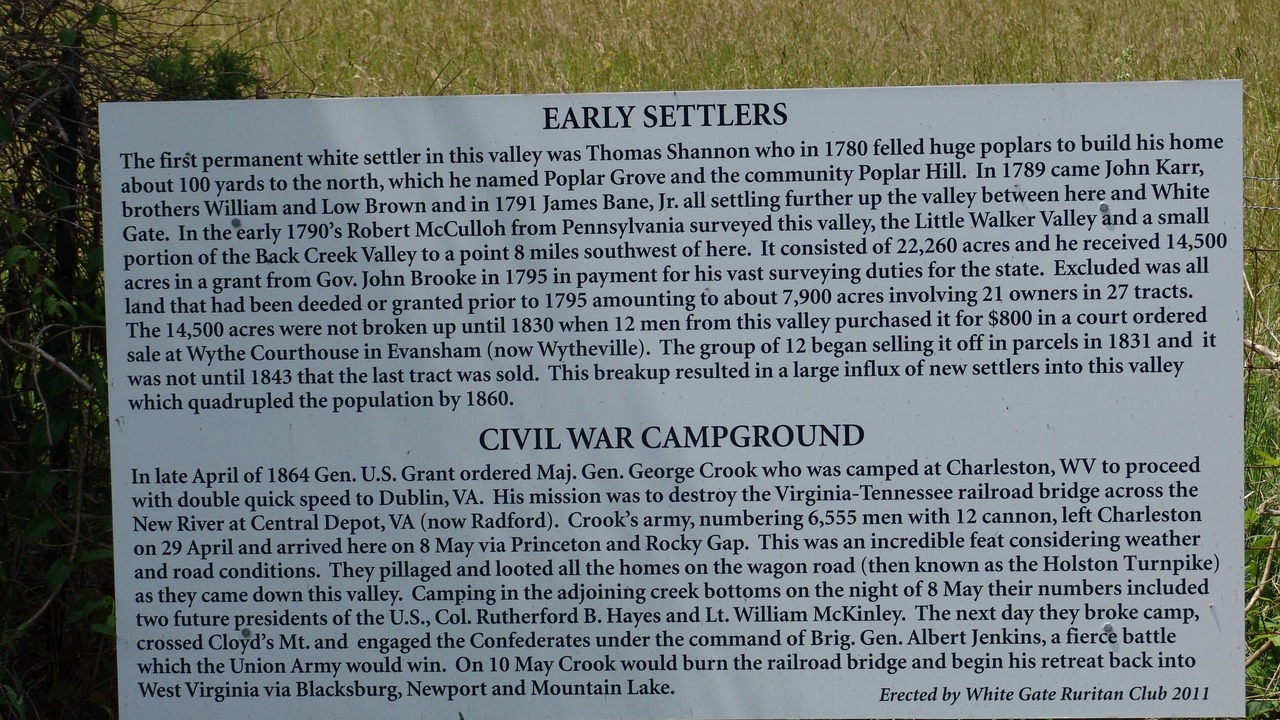 EARLY SETTLERS
The first permanent white settler in this valley was Thomas Shannon who in 1780 felled huge poplars to build his home
about 100 yards to the north, which he named Poplar Grove and the community Poplar Hill. In 1789 came John Karr,
brothers William and Low Brown and in 1791 James Bane, Jr. all settling further up the valley between here and White
Gate. In the early 1790's Robert McCulloh from Pennsylvania surveyed this valley, the Little Walker Valley and a small
portion of the Back Creek Valley to a point 8 miles southwest of here. It consisted of 22,260 acres and he received 14,500
acres in a grant from Gov. John Brooke in 1795 in payment for his vast surveying duties for the state. Excluded was all
land that had been deeded or granted prior to 1795 amounting to about 7,900 acres involving 21 owners in 27 tracts.
The 14,500 acres were not broken up until 1830 when 12 men from this valley purchased it for $800 in a court ordered
sale at Wythe Courthouse in Evansham (now Wytheville). The group of 12 began selling it off in parcels in 1831 and it
was not until 1843 that the last tract was sold. This breakup resulted in a large influx of new settlers into this valley
which quadrupled the population by 1860.
CIVIL WAR CAMPGROUND
In late April of 1864 Gen. U.S. Grant ordered Maj. Gen. George Crook who was camped at Charleston, WV to proceed
with double quick speed to Dublin, VA. His mission was to destroy the Virginia-Tennessee railroad bridge across the
New River at Central Depot, VA (now Radford). Crook's army, numbering 6,555 men with 12 cannon, left Charleston
on 29 April and arrived here on 8 May via Princeton and Rocky Gap. This was an incredible feat considering weather
and road conditions. They pillaged and looted all the homes on the wagon road (then known as the Holston Turnpike)
as they came down this valley. Camping in the adjoining creek bottoms on the night of 8 May their numbers included
two future presidents of the U.S., Col. Rutherford B. Hayes and Lt. William McKinley. The next day they broke camp,
crossed Cloyd's Mt. and engaged the Confederates under the command of Brig. Gen. Albert Jenkins, a fierce battle
which the Union Army would win. On 10 May Crook would burn the railroad bridge and begin his retreat back into
West Virginia via Blacksburg, Newport and Mountain Lake.
Erected by White Gate Ruritan Club 2011